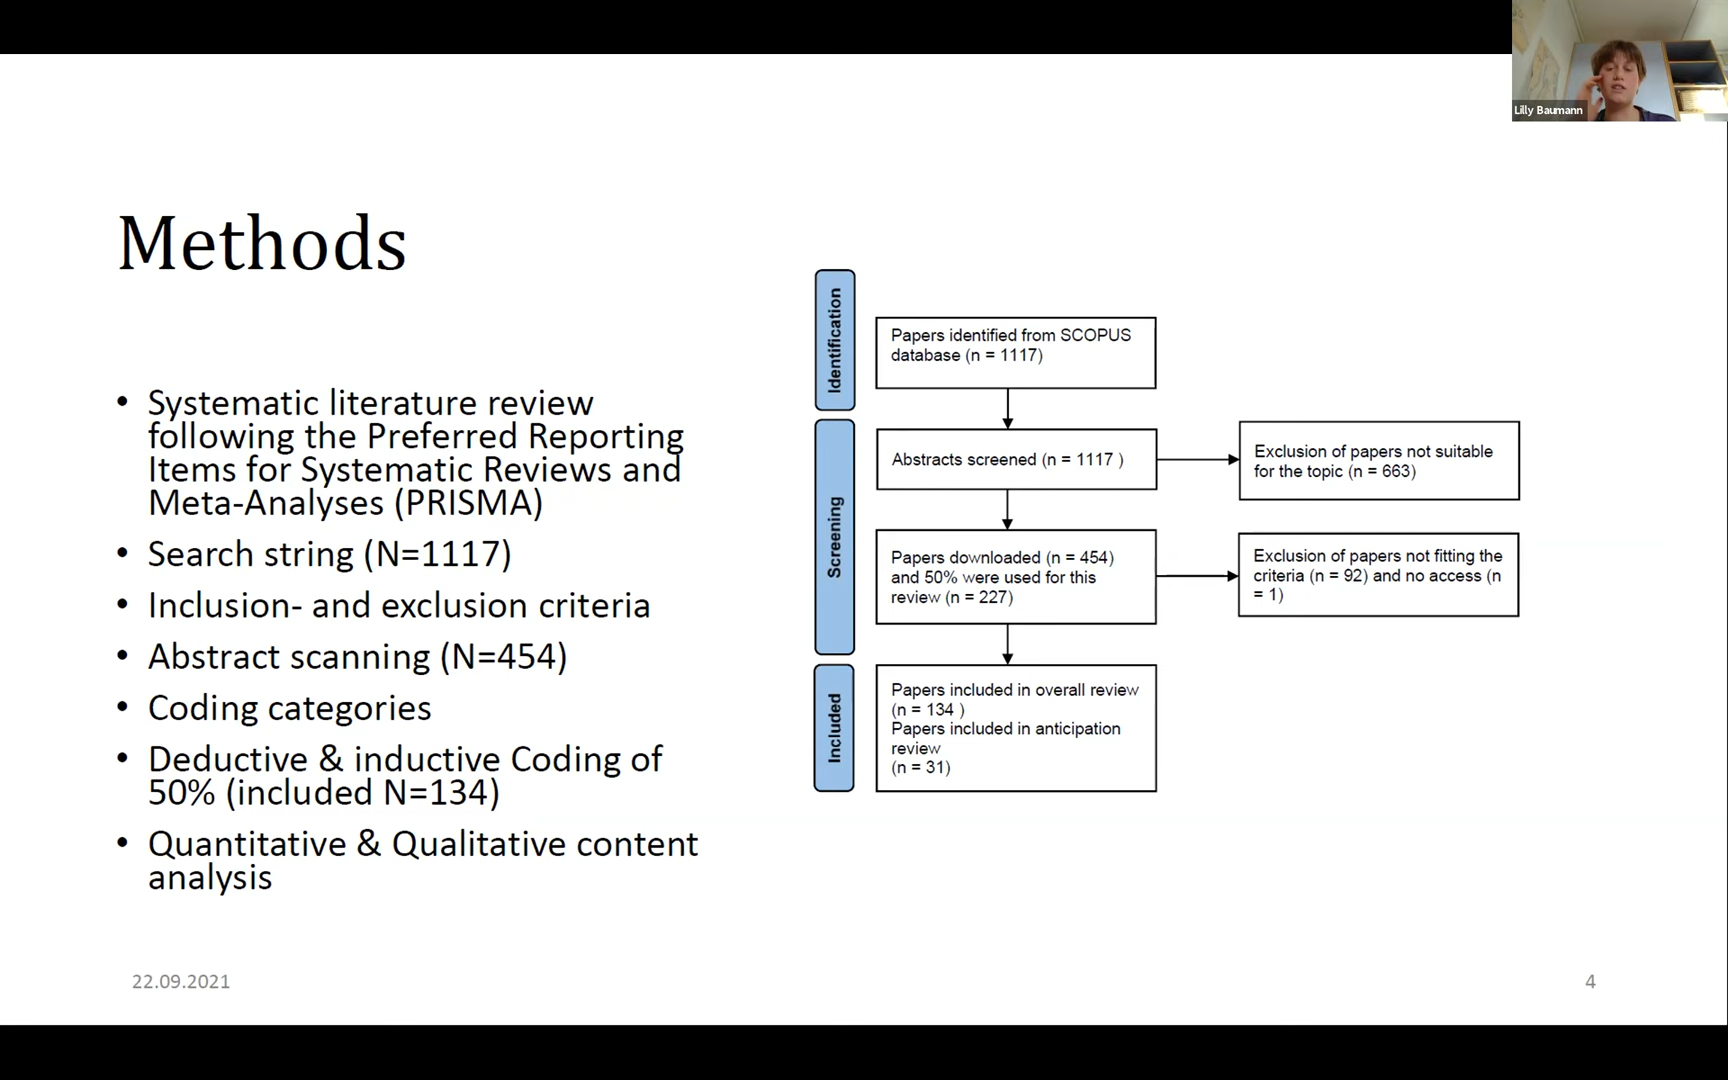 Lilly Baumann
Methods
• Systematic literature review
following the Preferred Reporting
Items for Systematic Reviews and
Meta-Analyses (PRISMA)
• Search string (N=1117)
• Inclusion- and exclusion criteria
• Abstract scanning (N=454)
• Coding categories
• Deductive & inductive Coding of
50% (included N=134)
• Quantitative & Qualitative content
analysis
Identification
Papers identified from SCOPUS
database (n = 1117)
Screening
Abstracts screened (n = 1117 )
Exclusion of papers not suitable
for the topic (n = 663)
Papers downloaded (n = 454)
and 50% were used for this
review (n = 227)
Exclusion of papers not fitting the
criteria (n = 92) and no access (n
= 1)
Included
Papers included in overall review
(n = 134 )
Papers included in anticipation
review
(n = 31)
22.09.2021
4